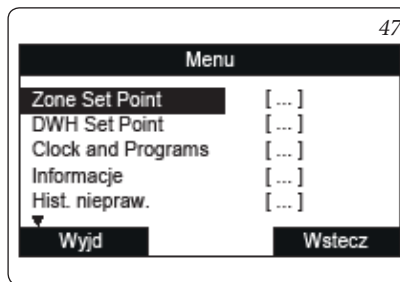 47
Menu
Zone Set Point [ ... ]
DWH Set Point [ ... ]
Clock and Programs [ ... ]
Informacje [ ... ]
Hist. niepraw. [ ... ]
Wyjd Wstecz